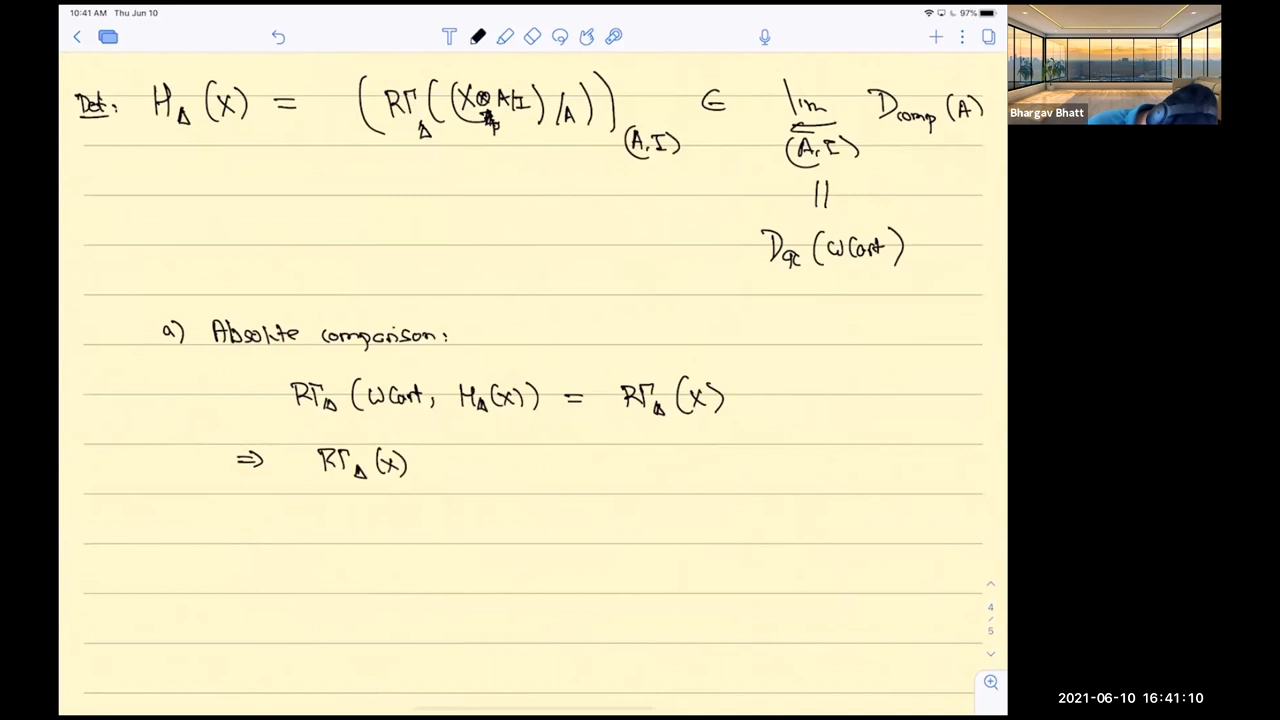 10:41 AM Thu Jun 10
97%
Def: H_Δ(X) = (RΓ_Δ((X ⊗ A/I)/A))_(A,I) ∈ lim_(A,I) D_comp(A)
||
D_qc(WCart)
a) Absolute comparison:
RΓ_Δ(WCart, H_Δ(X)) = RΓ_Δ(X)
⇒ RΓ_Δ(X)
4
/
5
Bhargav Bhatt
2021-06-10 16:41:10